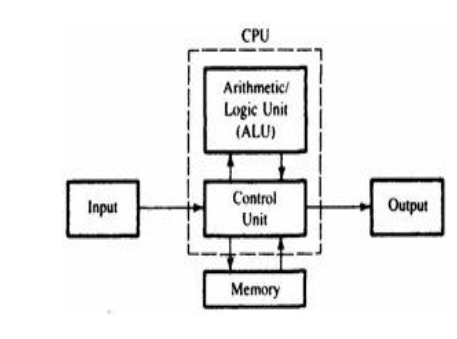 CPU
Arithmetic/
Logic Unit
(ALU)
Input
Control
Unit
Output
Memory